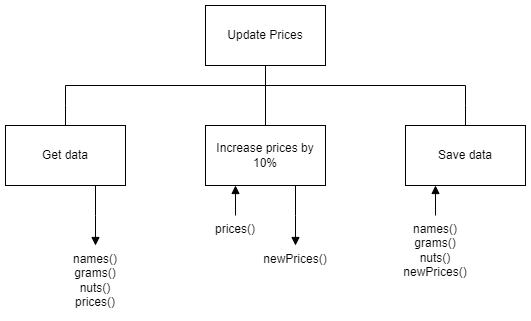 Update Prices
Get data
Increase prices by
10%
Save data
names()
grams()
nuts()
prices()
prices()
newPrices()
names()
grams()
nuts()
newPrices()